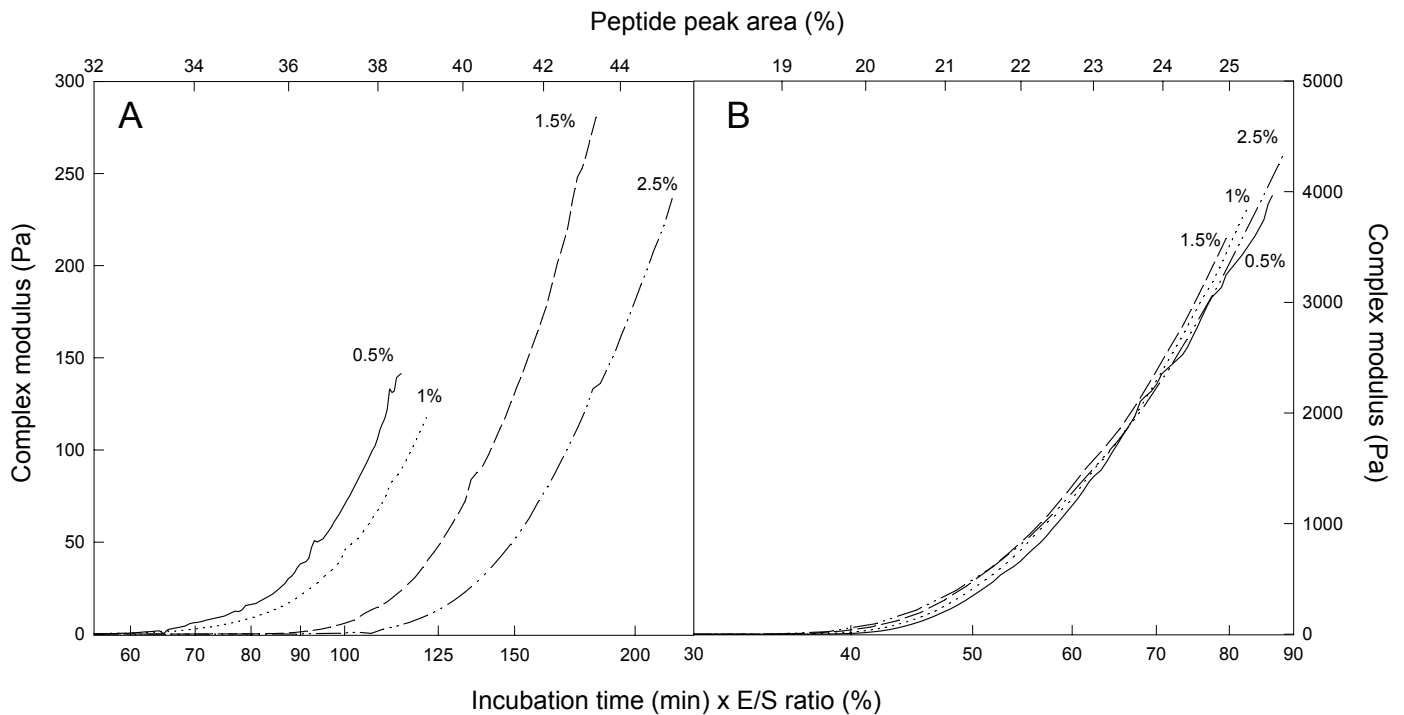 Peptide peak area (%)
32 34 36 38 40 42 44 19 20 21 22 23 24 25
300 5000
A B
1.5% 2.5%
250
2.5% 1% 4000
200 1.5% 0.5%
3000
150 0.5%
1% 2000
100
50 1000
0 0
60 70 80 90 100 125 150 200 30 40 50 60 70 80 90
Complex modulus (Pa)
Complex modulus (Pa)
Incubation time (min) x E/S ratio (%)